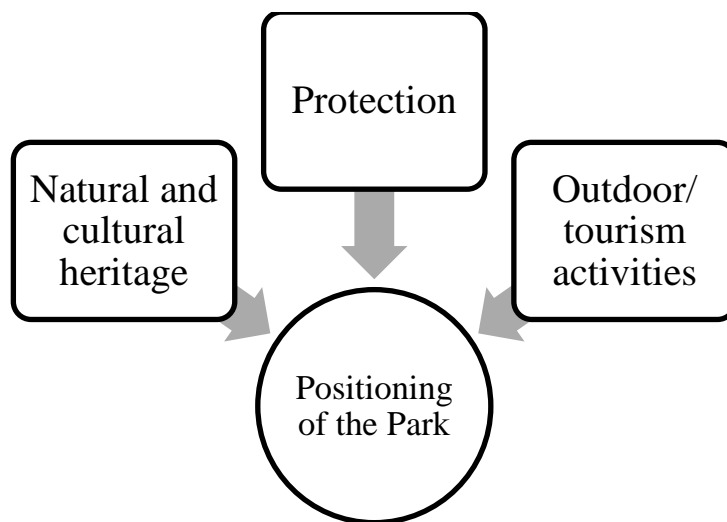 Protection
Natural and
cultural
heritage
Outdoor/
tourism
activities
Positioning
of the Park